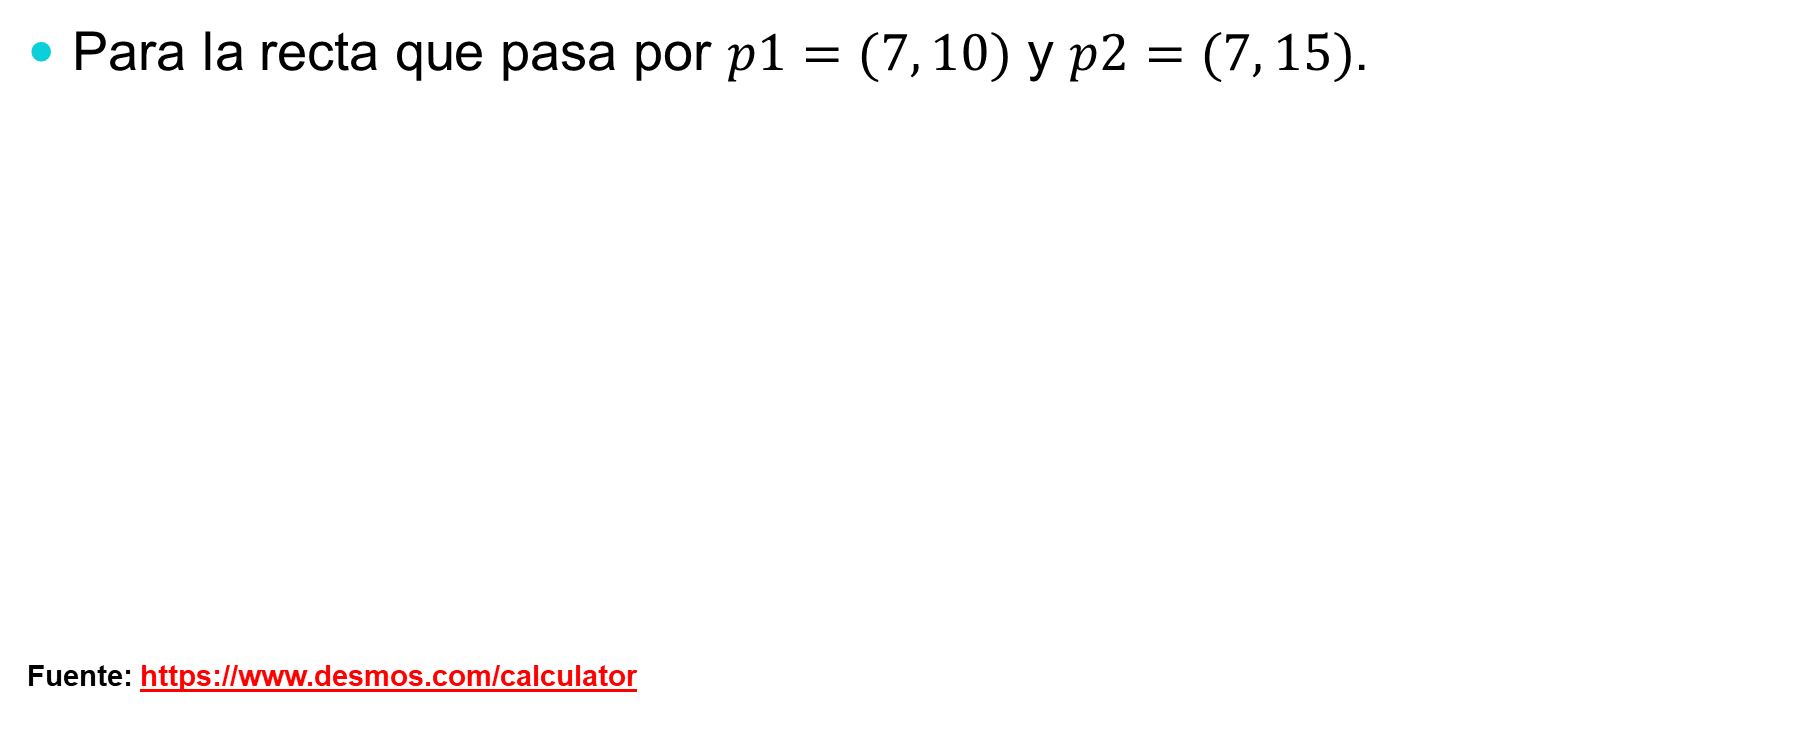 • Para la recta que pasa por 𝑝1 = (7, 10) y 𝑝2 = (7, 15).
Fuente: https://www.desmos.com/calculator